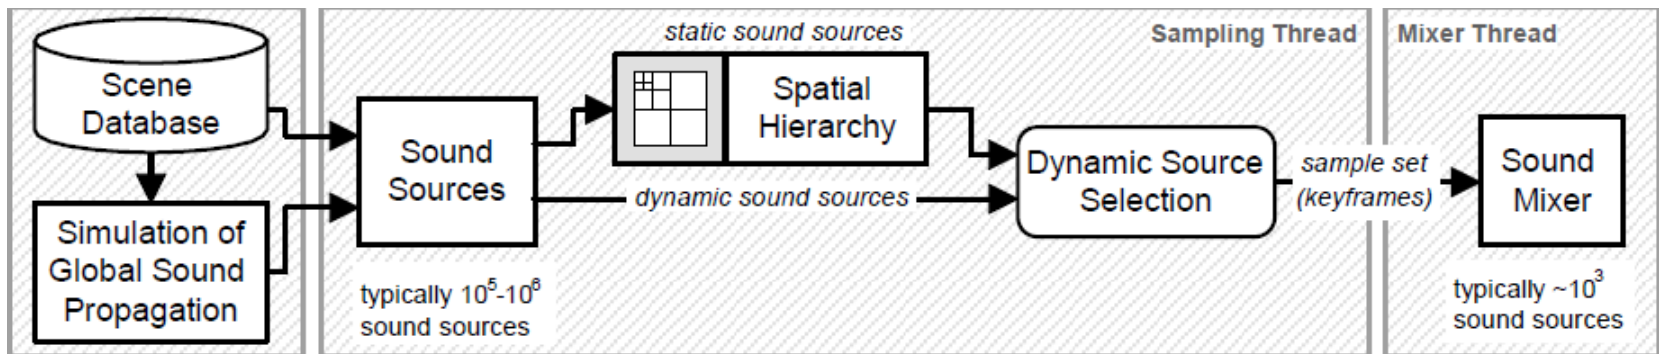 Scene
Database
Simulation of
Global Sound
Propagation
Sound
Sources
typically 10⁵-10⁶
sound sources
static sound sources
Spatial
Hierarchy
dynamic sound sources
Sampling Thread
Dynamic Source
Selection
sample set
(keyframes)
Mixer Thread
Sound
Mixer
typically ~10³
sound sources